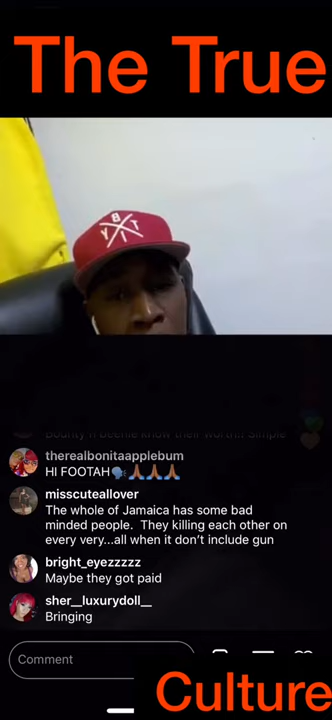 The True
B
Y T
Bounty n beenie know their worth!! Simple
therealbonitaapplebum
HI FOOTAH🗣️🙏🏾🙏🏾🙏🏾
misscuteallover
The whole of Jamaica has some bad
minded people.  They killing each other on
every very...all when it don’t include gun
bright_eyezzzzz
Maybe they got paid
sher__luxurydoll__
Bringing
Comment
Culture